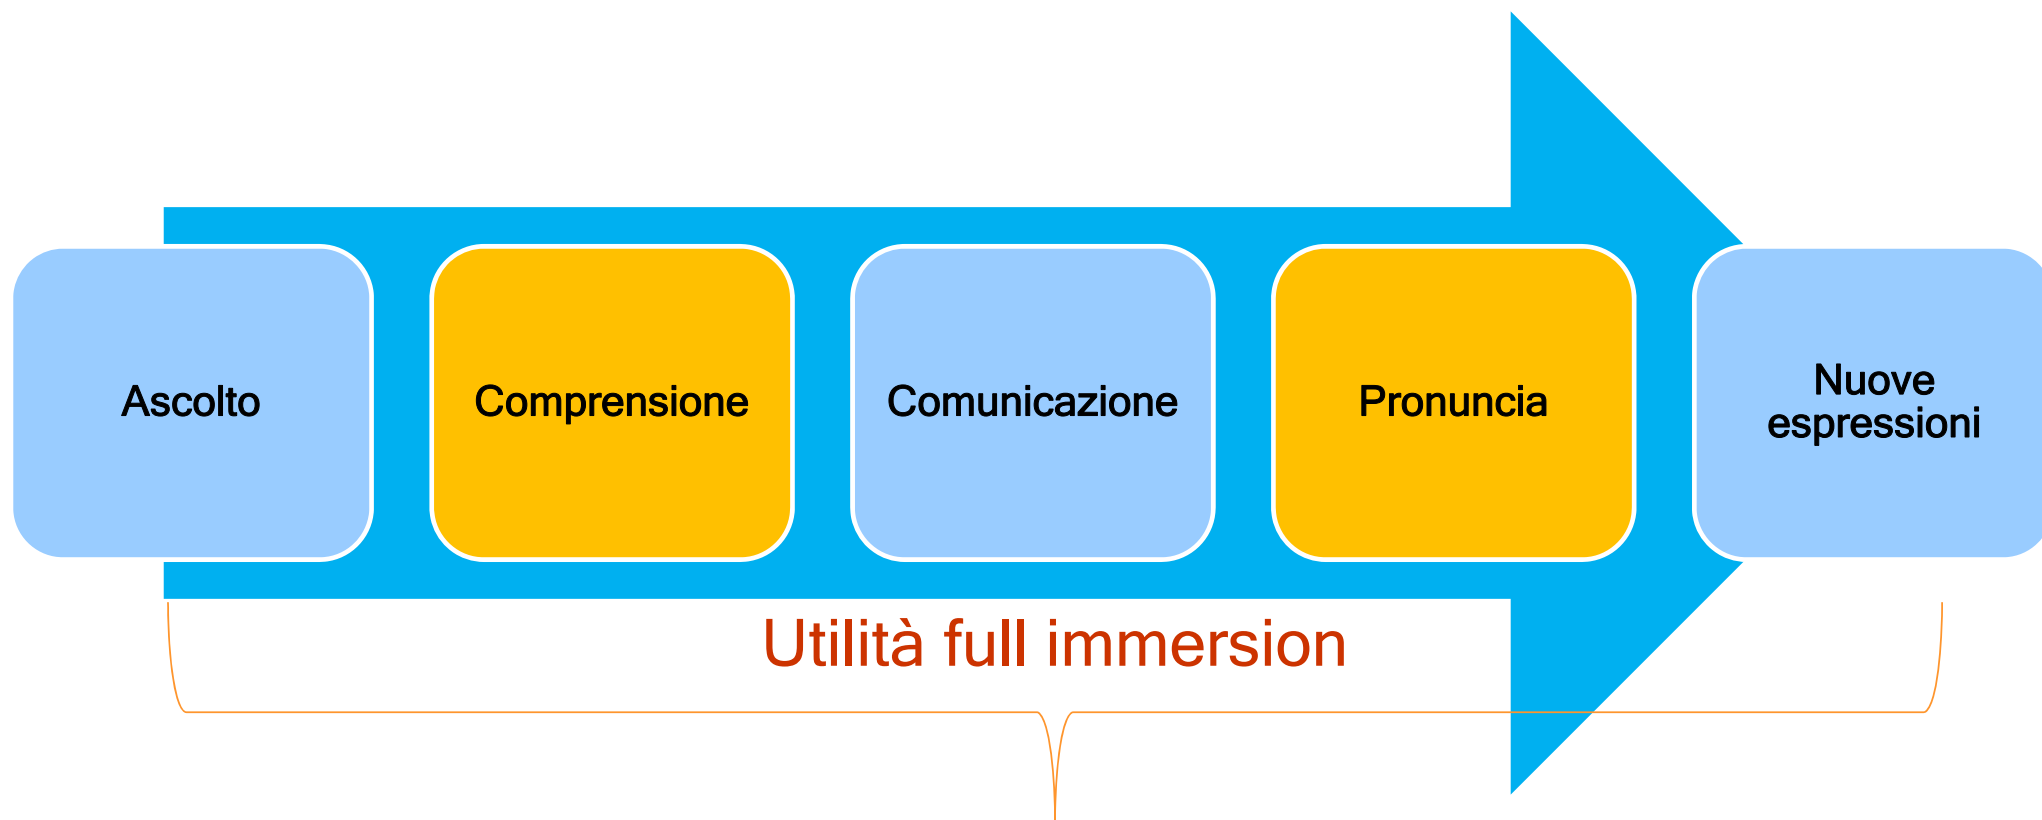 Ascolto
Comprensione
Comunicazione
Pronuncia
Nuove
espressioni
Utilità full immersion